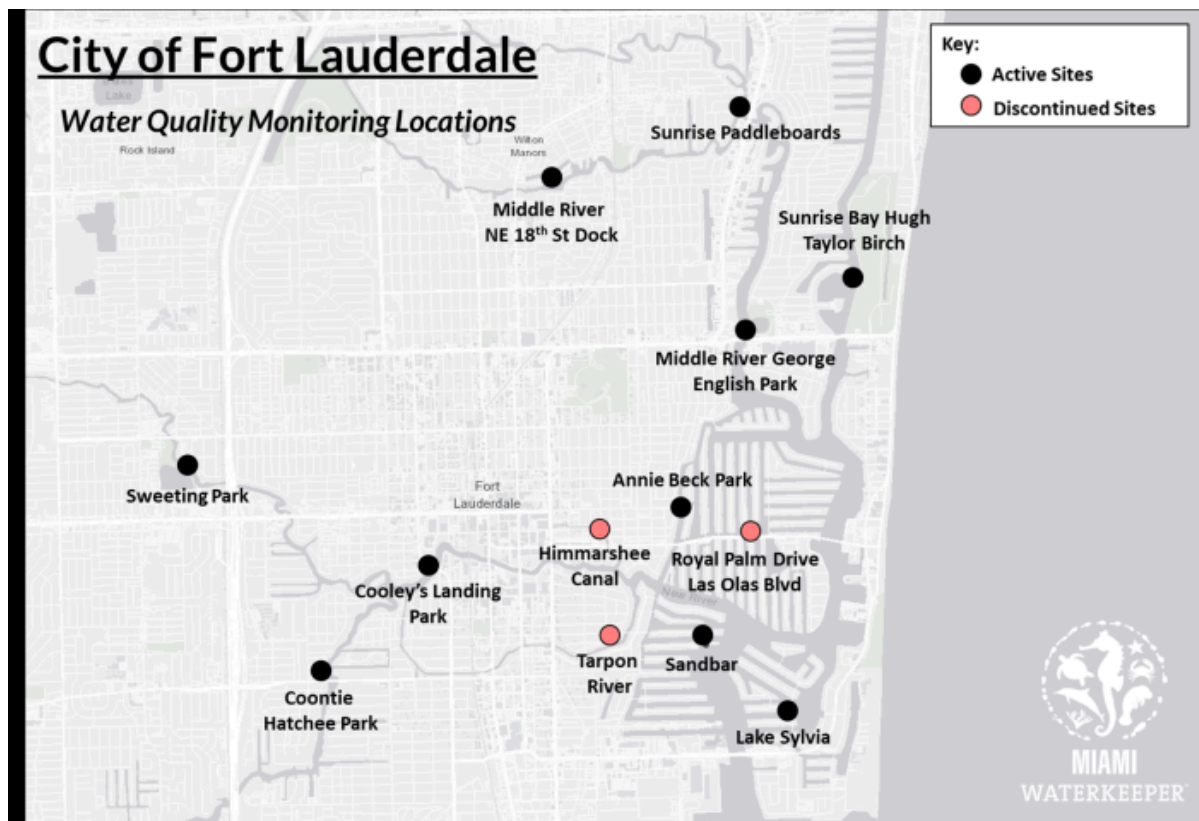 City of Fort Lauderdale
Water Quality Monitoring Locations
Key:
Active Sites
Discontinued Sites
Lake
Rock Island
Wilton
Manors
Sunrise Paddleboards
Middle River
NE 18th St Dock
Sunrise Bay Hugh
Taylor Birch
Middle River George
English Park
Sweeting Park
Annie Beck Park
Fort
Lauderdale
Himmarshee
Canal
Royal Palm Drive
Las Olas Blvd
Cooley's Landing
Park
New River
Tarpon
River
Sandbar
Coontie
Hatchee Park
Lake Sylvia
MIAMI
WATERKEEPER